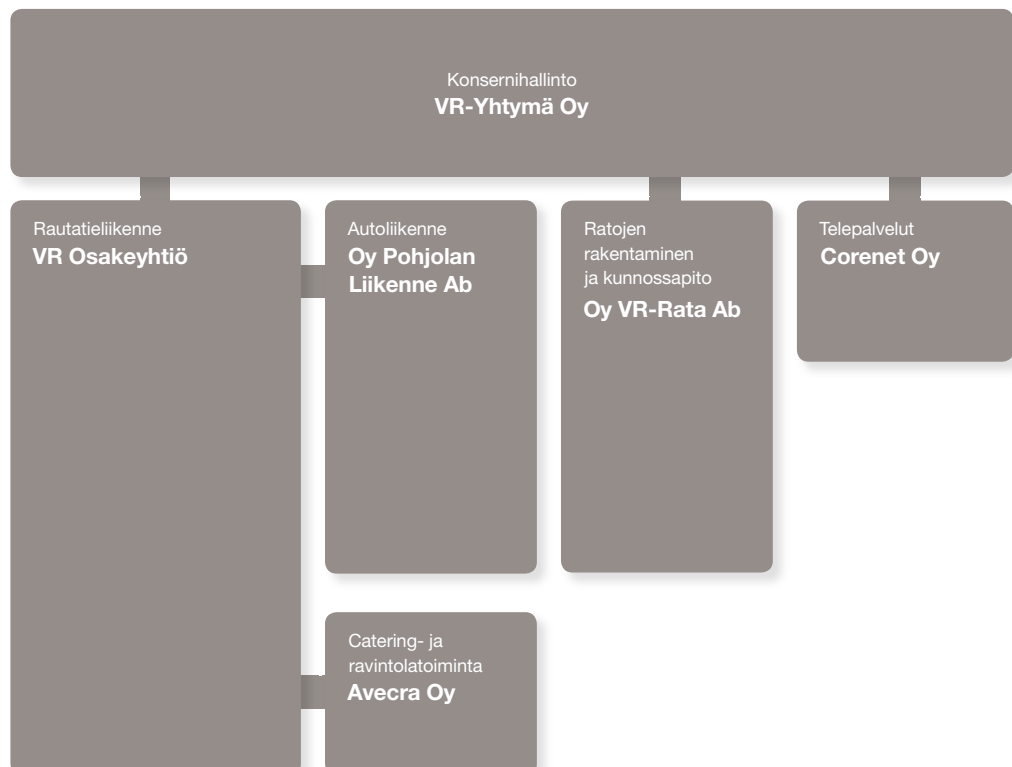 Konsernihallinto
VR-Yhtymä Oy
Rautatieliikenne
VR Osakeyhtiö
Autoliikenne
Oy Pohjolan
Liikenne Ab
Ratojen
rakentaminen
ja kunnossapito
Oy VR-Rata Ab
Telepalvelut
Corenet Oy
Catering- ja
ravintolatoiminta
Avecra Oy